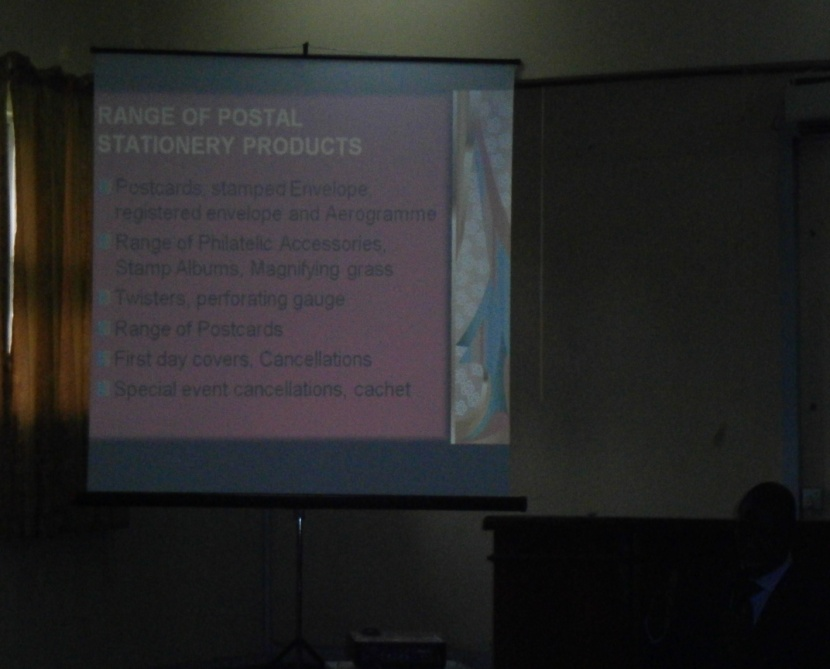 RANGE OF POSTAL
STATIONERY PRODUCTS
Postcards, stamped Envelope,
registered envelope and Aerogramme
Range of Philatelic Accessories,
Stamp Albums, Magnifying grass
Twisters, perforating gauge
Range of Postcards
First day covers, Cancellations
Special event cancellations, cachet